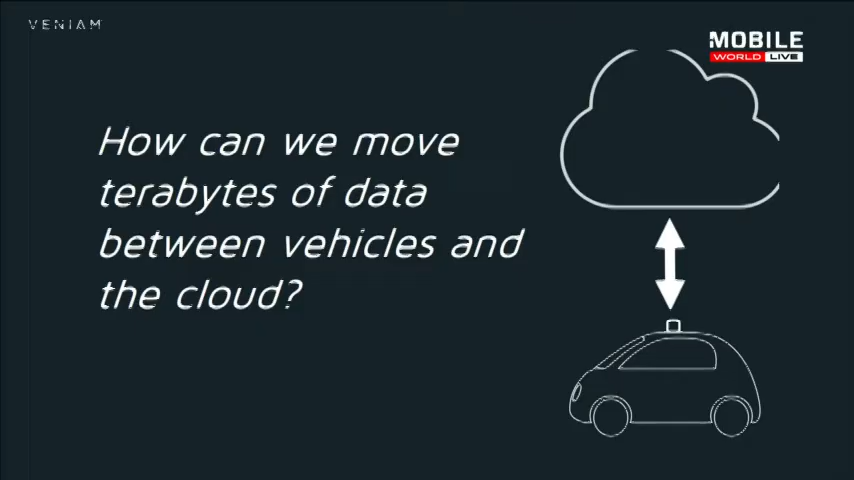 VENIAM
MOBILE
WORLD LIVE
How can we move
terabytes of data
between vehicles and
the cloud?